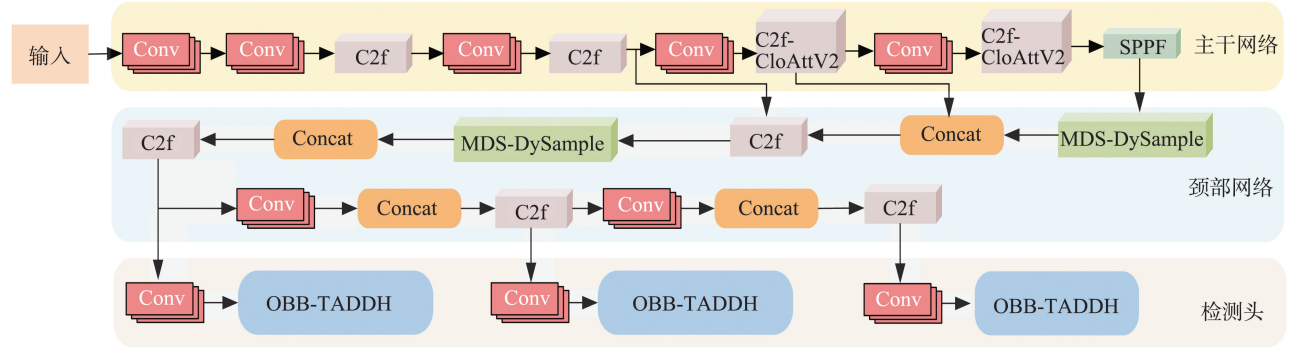 输入
Conv
Conv
C2f
Conv
C2f
Conv
C2f-
CloAttV2
Conv
C2f-
CloAttV2
SPPF
主干网络
C2f
Concat
MDS-DySample
C2f
Concat
MDS-DySample
颈部网络
Conv
Concat
C2f
Conv
Concat
C2f
Conv
OBB-TADDH
Conv
OBB-TADDH
Conv
OBB-TADDH
检测头